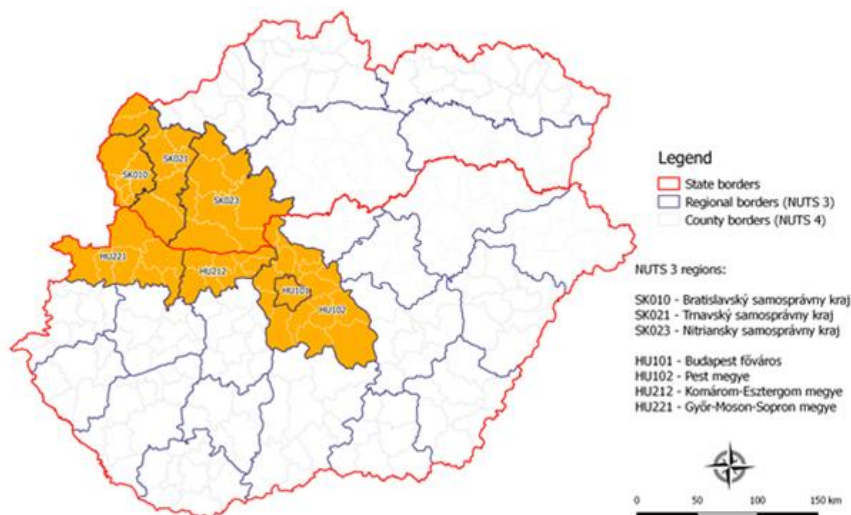 SK021
SK010
SK023
HU221
HU212
HU101
HU102
Legend
State borders
Regional borders (NUTS 3)
County borders (NUTS 4)
NUTS 3 regions:
SK010 - Bratislavský samosprávny kraj
SK021 - Trnavský samosprávny kraj
SK023 - Nitriansky samosprávny kraj
HU101 - Budapest főváros
HU102 - Pest megye
HU212 - Komárom-Esztergom megye
HU221 - Győr-Moson-Sopron megye
0 50 100 150 km